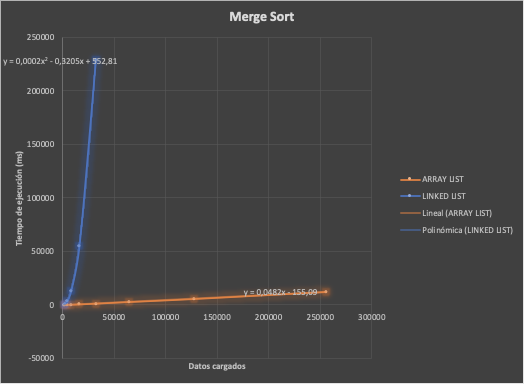 Merge Sort
250000
y = 0,0002x² - 0,3205x + 552,81
200000
150000
100000
50000
0
-50000
Tiempo de ejecución (ms)
y = 0,0482x - 155,09
0 50000 100000 150000 200000 250000 300000
Datos cargados
ARRAY LIST
LINKED LIST
Lineal (ARRAY LIST)
Polinómica (LINKED LIST)